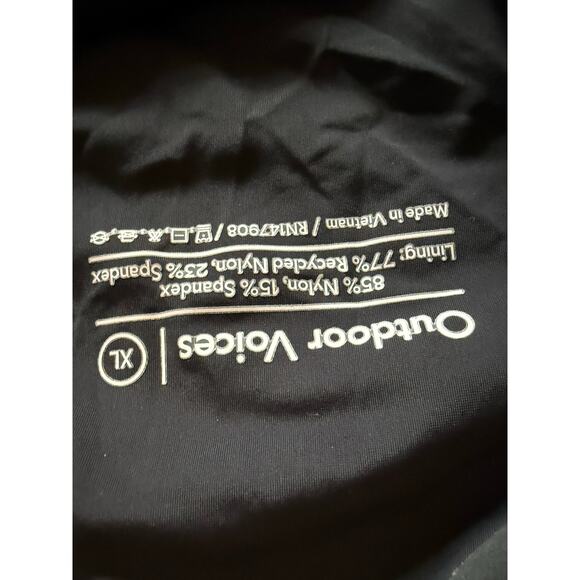 Outdoor Voices | XL
85% Nylon, 15% Spandex
Lining: 77% Recycled Nylon, 23% Spandex
Made in Vietnam / RN147908 /